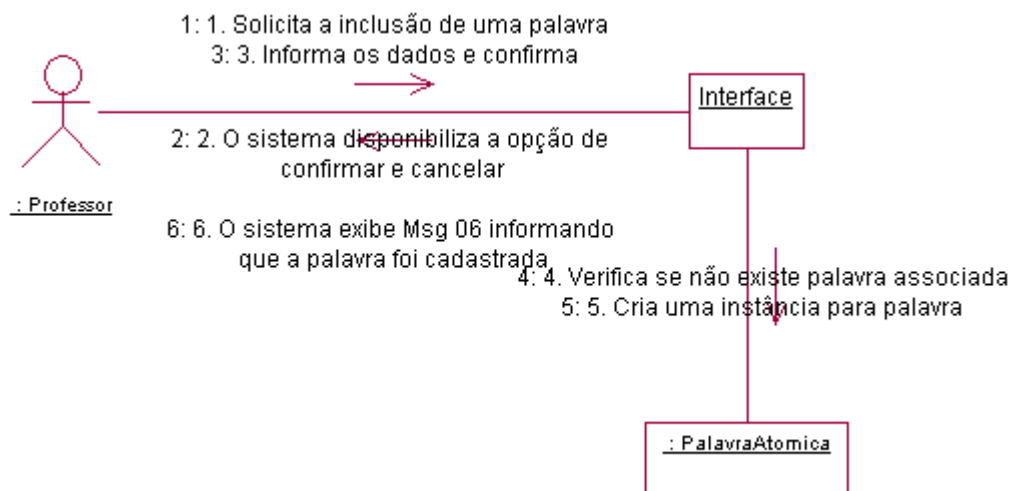 1: 1. Solicita a inclusão de uma palavra
3: 3. Informa os dados e confirma
Interface
2: 2. O sistema disponibiliza a opção de
confirmar e cancelar
: Professor
6: 6. O sistema exibe Msg 06 informando
que a palavra foi cadastrada
4: 4. Verifica se não existe palavra associada
5: 5. Cria uma instância para palavra
: PalavraAtomica